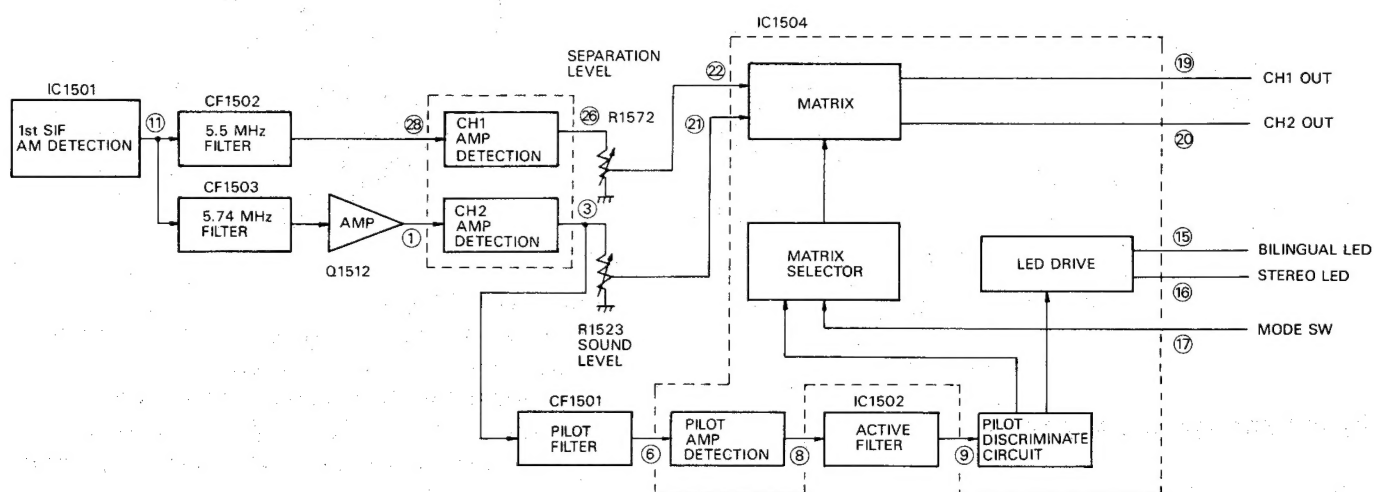 IC1504
SEPARATION
LEVEL
IC1501
1st SIF
AM DETECTION
⑪
CF1502
5.5 MHz
FILTER
㉘
CH1
AMP
DETECTION
㉖
R1572
㉒
㉑
MATRIX
⑲
CH1 OUT
⑳
CH2 OUT
CF1503
5.74 MHz
FILTER
AMP
Q1512
①
CH2
AMP
DETECTION
③
R1523
SOUND
LEVEL
MATRIX
SELECTOR
LED DRIVE
⑮
BILINGUAL LED
⑯
STEREO LED
⑰
MODE SW
CF1501
PILOT
FILTER
⑥
PILOT
AMP
DETECTION
⑧
IC1502
ACTIVE
FILTER
⑨
PILOT
DISCRIMINATE
CIRCUIT